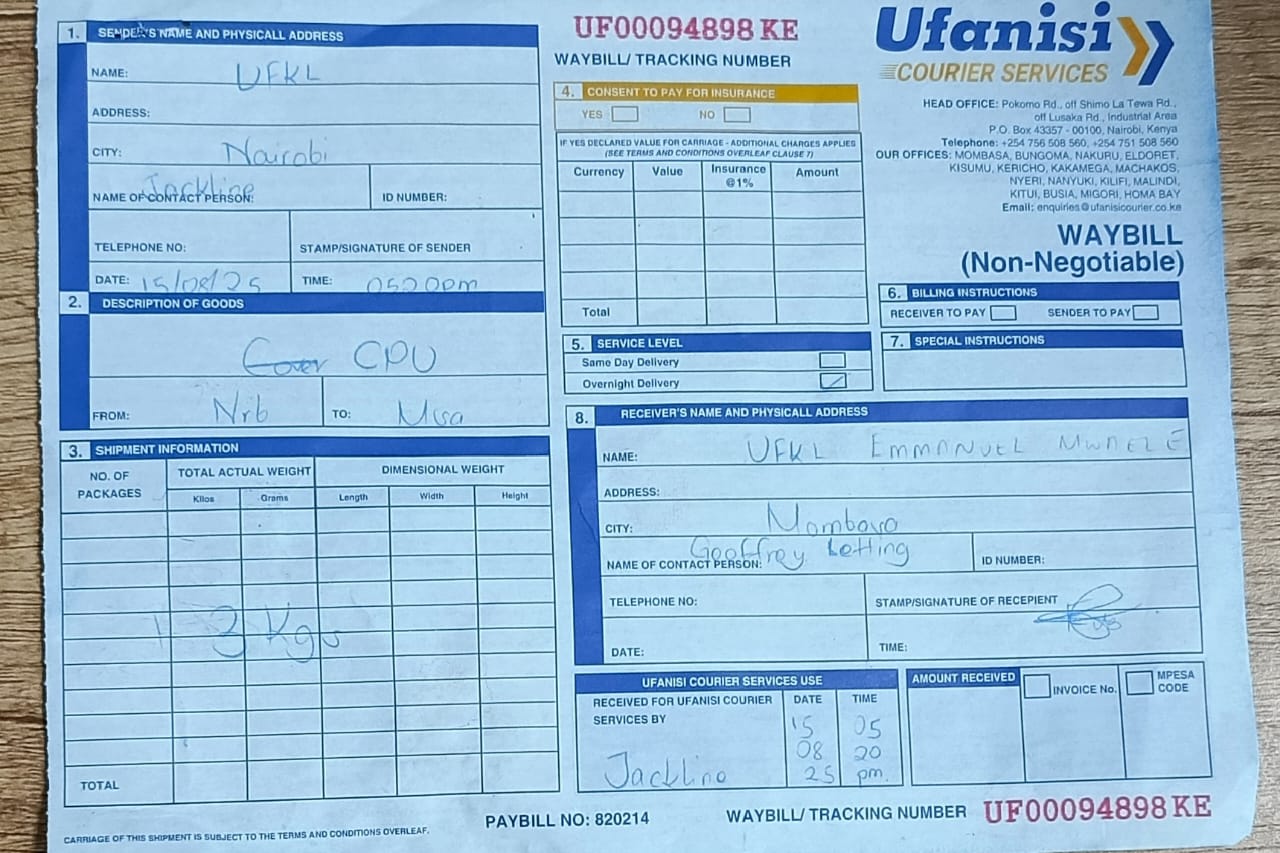 1. SENDER'S NAME AND PHYSICALL ADDRESS
NAME: UFKL
ADDRESS:
CITY: Nairobi
NAME OF CONTACT PERSON: Jackline
ID NUMBER:
TELEPHONE NO:
STAMP/SIGNATURE OF SENDER
DATE: 15/08/25
TIME: 0520pm
2. DESCRIPTION OF GOODS
Cover CPU
FROM: Nrb
TO: Msa
3. SHIPMENT INFORMATION
NO. OF PACKAGES
TOTAL ACTUAL WEIGHT
DIMENSIONAL WEIGHT
Kilos Grams Length Width Height
1 3 Kgs
TOTAL
CARRIAGE OF THIS SHIPMENT IS SUBJECT TO THE TERMS AND CONDITIONS OVERLEAF.
UF00094898 KE
WAYBILL/ TRACKING NUMBER
4. CONSENT TO PAY FOR INSURANCE
YES NO
IF YES DECLARED VALUE FOR CARRIAGE - ADDITIONAL CHARGES APPLIES
(SEE TERMS AND CONDITIONS OVERLEAF CLAUSE 7)
Currency Value Insurance @1% Amount
Total
5. SERVICE LEVEL
Same Day Delivery
Overnight Delivery
Ufanisi
COURIER SERVICES
HEAD OFFICE: Pokomo Rd., off Shimo La Tewa Rd.,
off Lusaka Rd., Industrial Area
P.O. Box 43357 - 00100, Nairobi, Kenya
Telephone: +254 756 508 560, +254 751 508 560
OUR OFFICES: MOMBASA, BUNGOMA, NAKURU, ELDORET,
KISUMU, KERICHO, KAKAMEGA, MACHAKOS,
NYERI, NANYUKI, KILIFI, MALINDI,
KITUI, BUSIA, MIGORI, HOMA BAY
Email: enquiries@ufanisicourier.co.ke
WAYBILL
(Non-Negotiable)
6. BILLING INSTRUCTIONS
RECEIVER TO PAY SENDER TO PAY
7. SPECIAL INSTRUCTIONS
8. RECEIVER'S NAME AND PHYSICALL ADDRESS
NAME: UFKL EMMANUEL
ADDRESS:
CITY: Mombasa
NAME OF CONTACT PERSON: Geoffrey Letting
ID NUMBER:
TELEPHONE NO:
STAMP/SIGNATURE OF RECEPIENT
DATE:
TIME:
UFANISI COURIER SERVICES USE
RECEIVED FOR UFANISI COURIER
SERVICES BY
Jackline
DATE
15
08
25
TIME
05
20
pm.
AMOUNT RECEIVED
INVOICE No.
MPESA CODE
PAYBILL NO: 820214
WAYBILL/ TRACKING NUMBER UF00094898 KE